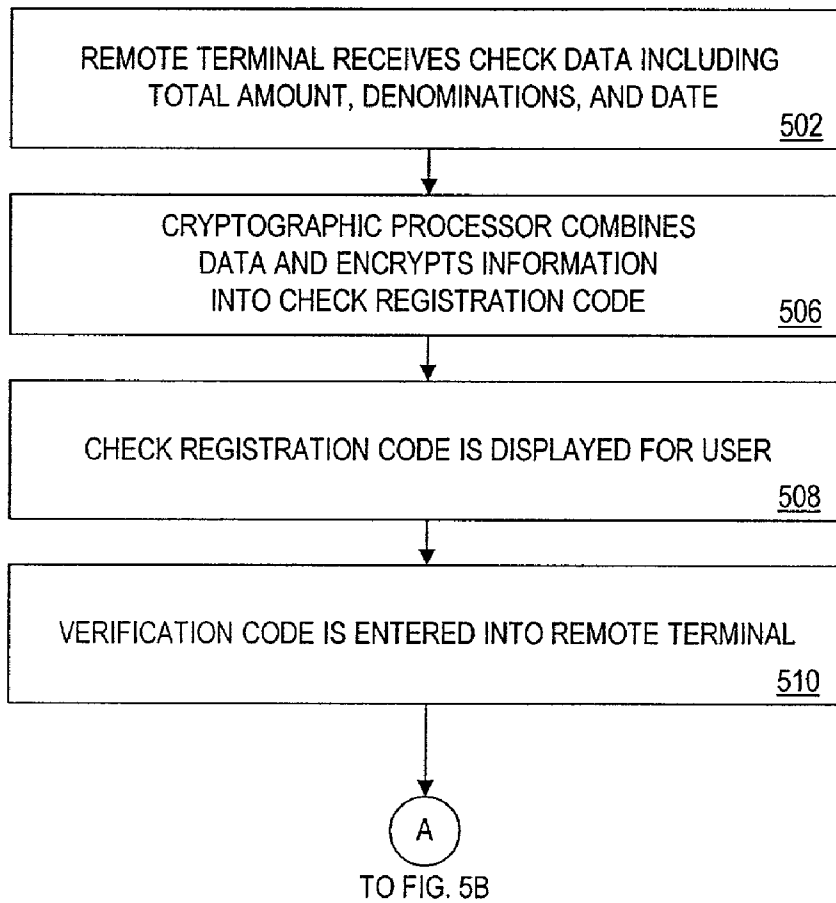 REMOTE TERMINAL RECEIVES CHECK DATA INCLUDING
TOTAL AMOUNT, DENOMINATIONS, AND DATE
502
CRYPTOGRAPHIC PROCESSOR COMBINES
DATA AND ENCRYPTS INFORMATION
INTO CHECK REGISTRATION CODE
506
CHECK REGISTRATION CODE IS DISPLAYED FOR USER
508
VERIFICATION CODE IS ENTERED INTO REMOTE TERMINAL
510
A
TO FIG. 5B